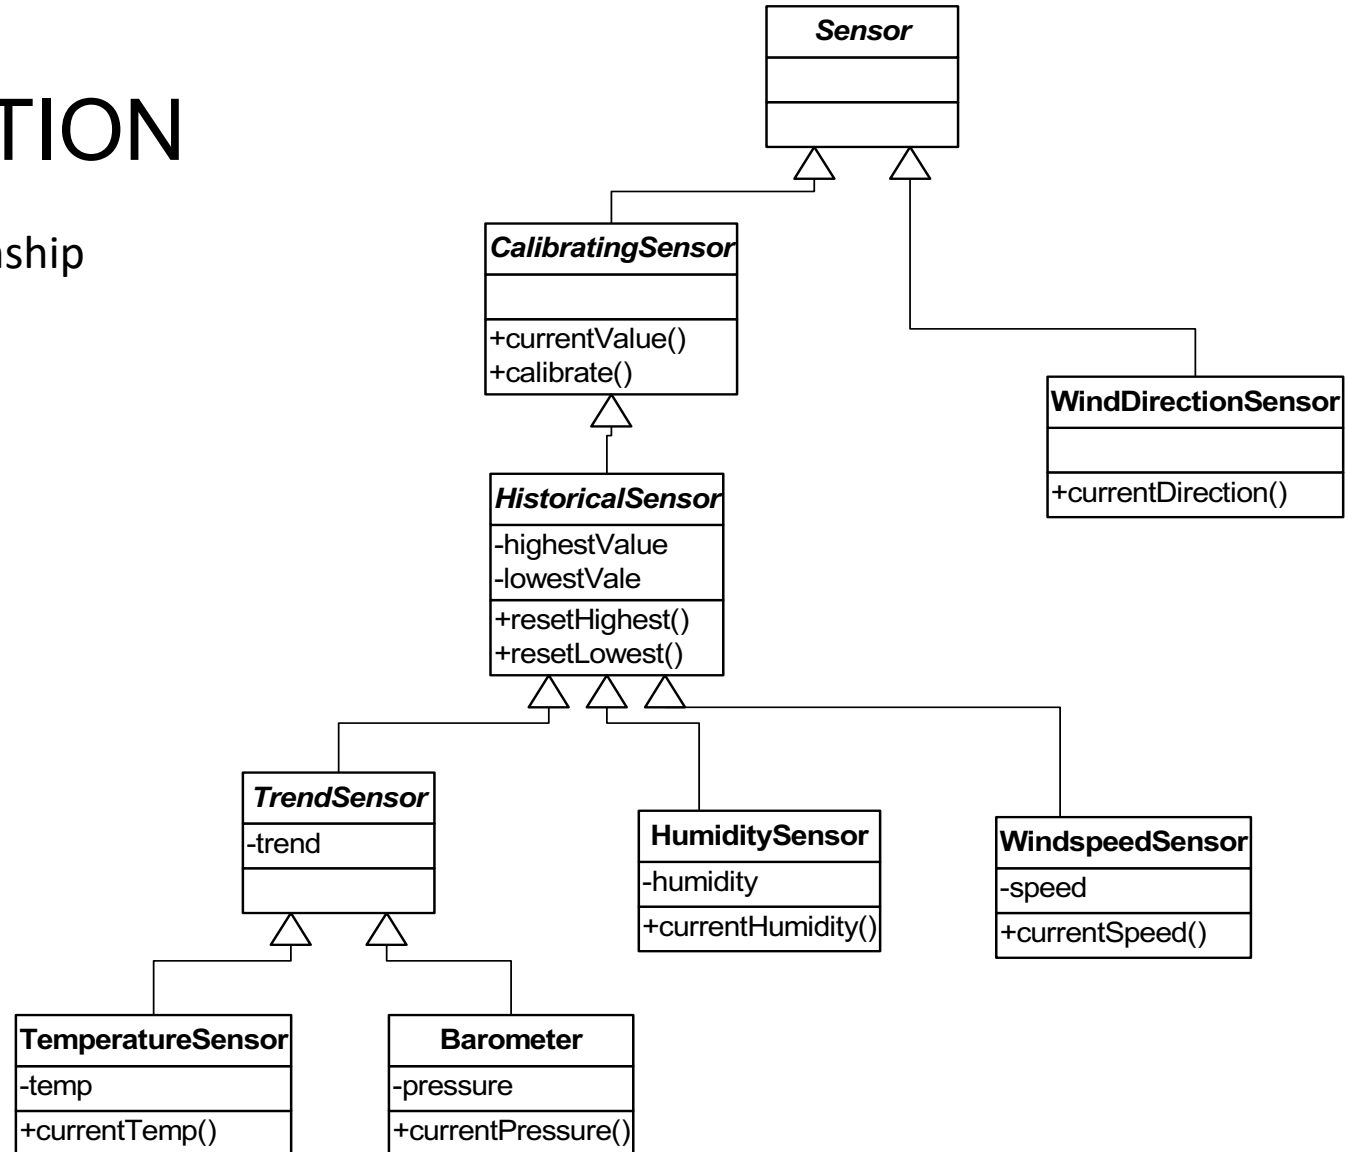 TION
nship
Sensor
CalibratingSensor
+currentValue()
+calibrate()
WindDirectionSensor
+currentDirection()
HistoricalSensor
-highestValue
-lowestVale
+resetHighest()
+resetLowest()
TrendSensor
-trend
HumiditySensor
-humidity
+currentHumidity()
WindspeedSensor
-speed
+currentSpeed()
TemperatureSensor
-temp
+currentTemp()
Barometer
-pressure
+currentPressure()